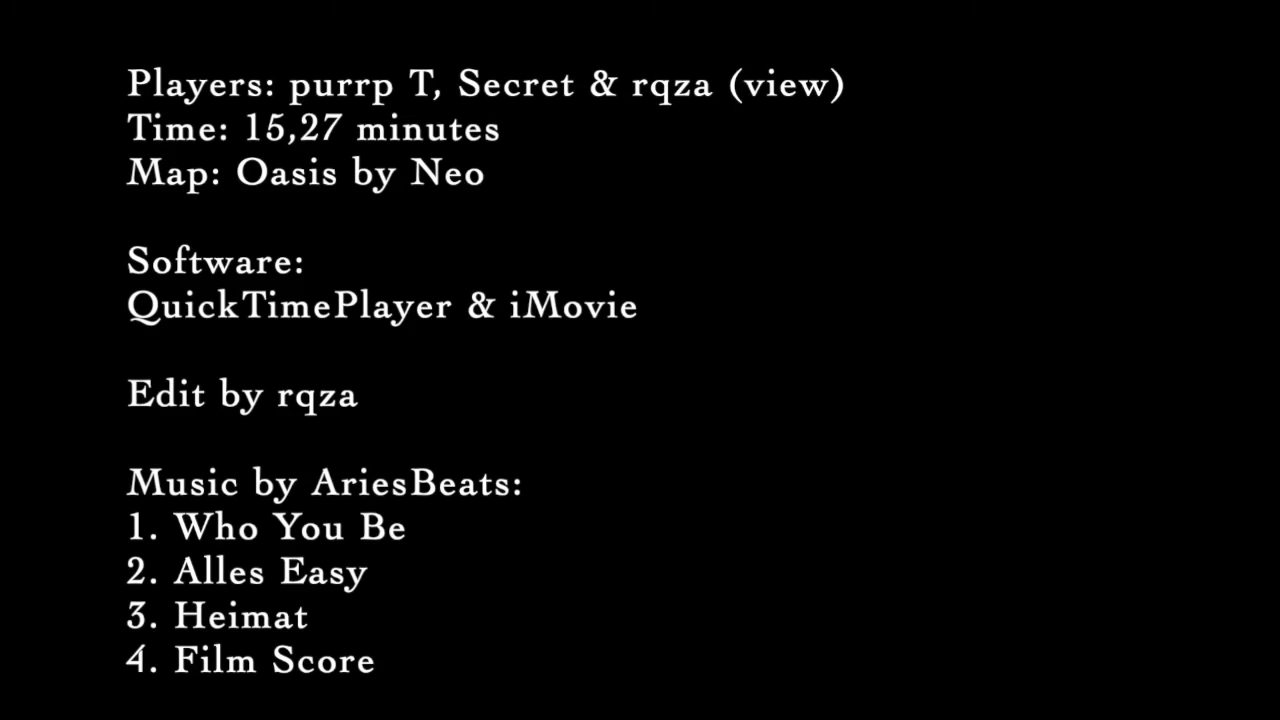 Players: purrp T, Secret & rqza (view)
Time: 15,27 minutes
Map: Oasis by Neo
Software:
QuickTimePlayer & iMovie
Edit by rqza
Music by AriesBeats:
1. Who You Be
2. Alles Easy
3. Heimat
4. Film Score